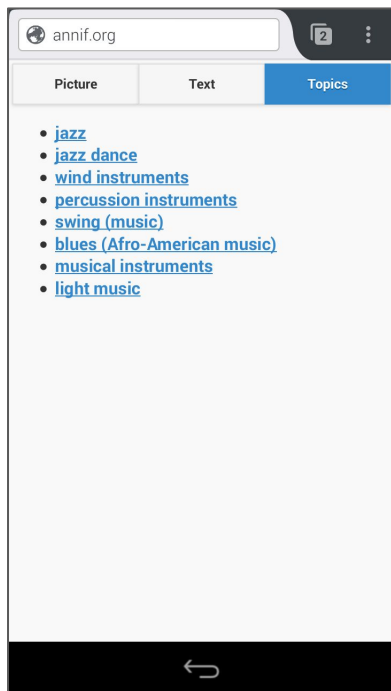 annif.org
2
Picture Text Topics
jazz
jazz dance
wind instruments
percussion instruments
swing (music)
blues (Afro-American music)
musical instruments
light music